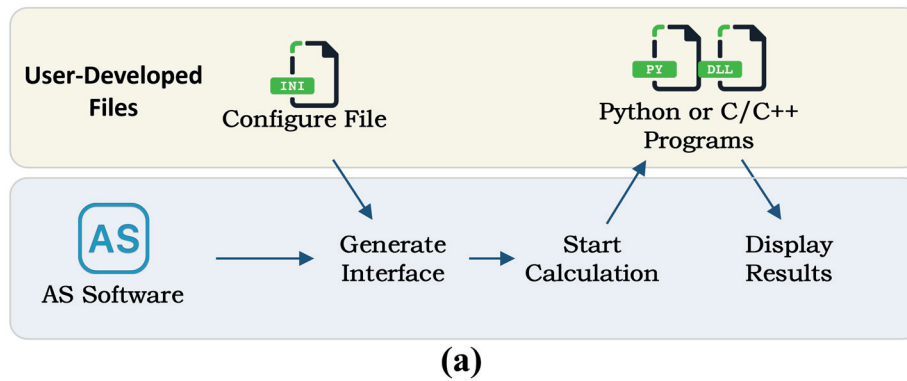 User-Developed
Files
INI
Configure File
PY
DLL
Python or C/C++
Programs
AS
AS Software
Generate
Interface
Start
Calculation
Display
Results
(a)